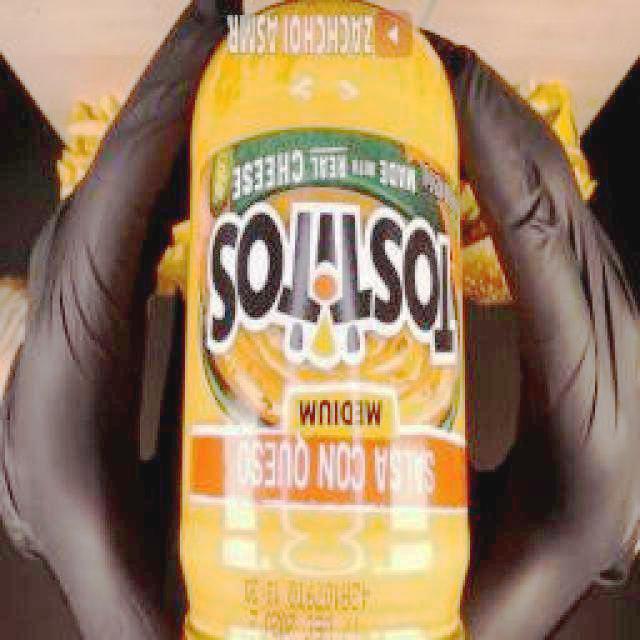 ZACHCHOI ASMR
MADE WITH REAL CHEESE
TOSTITOS
MEDIUM
SALSA CON QUESO